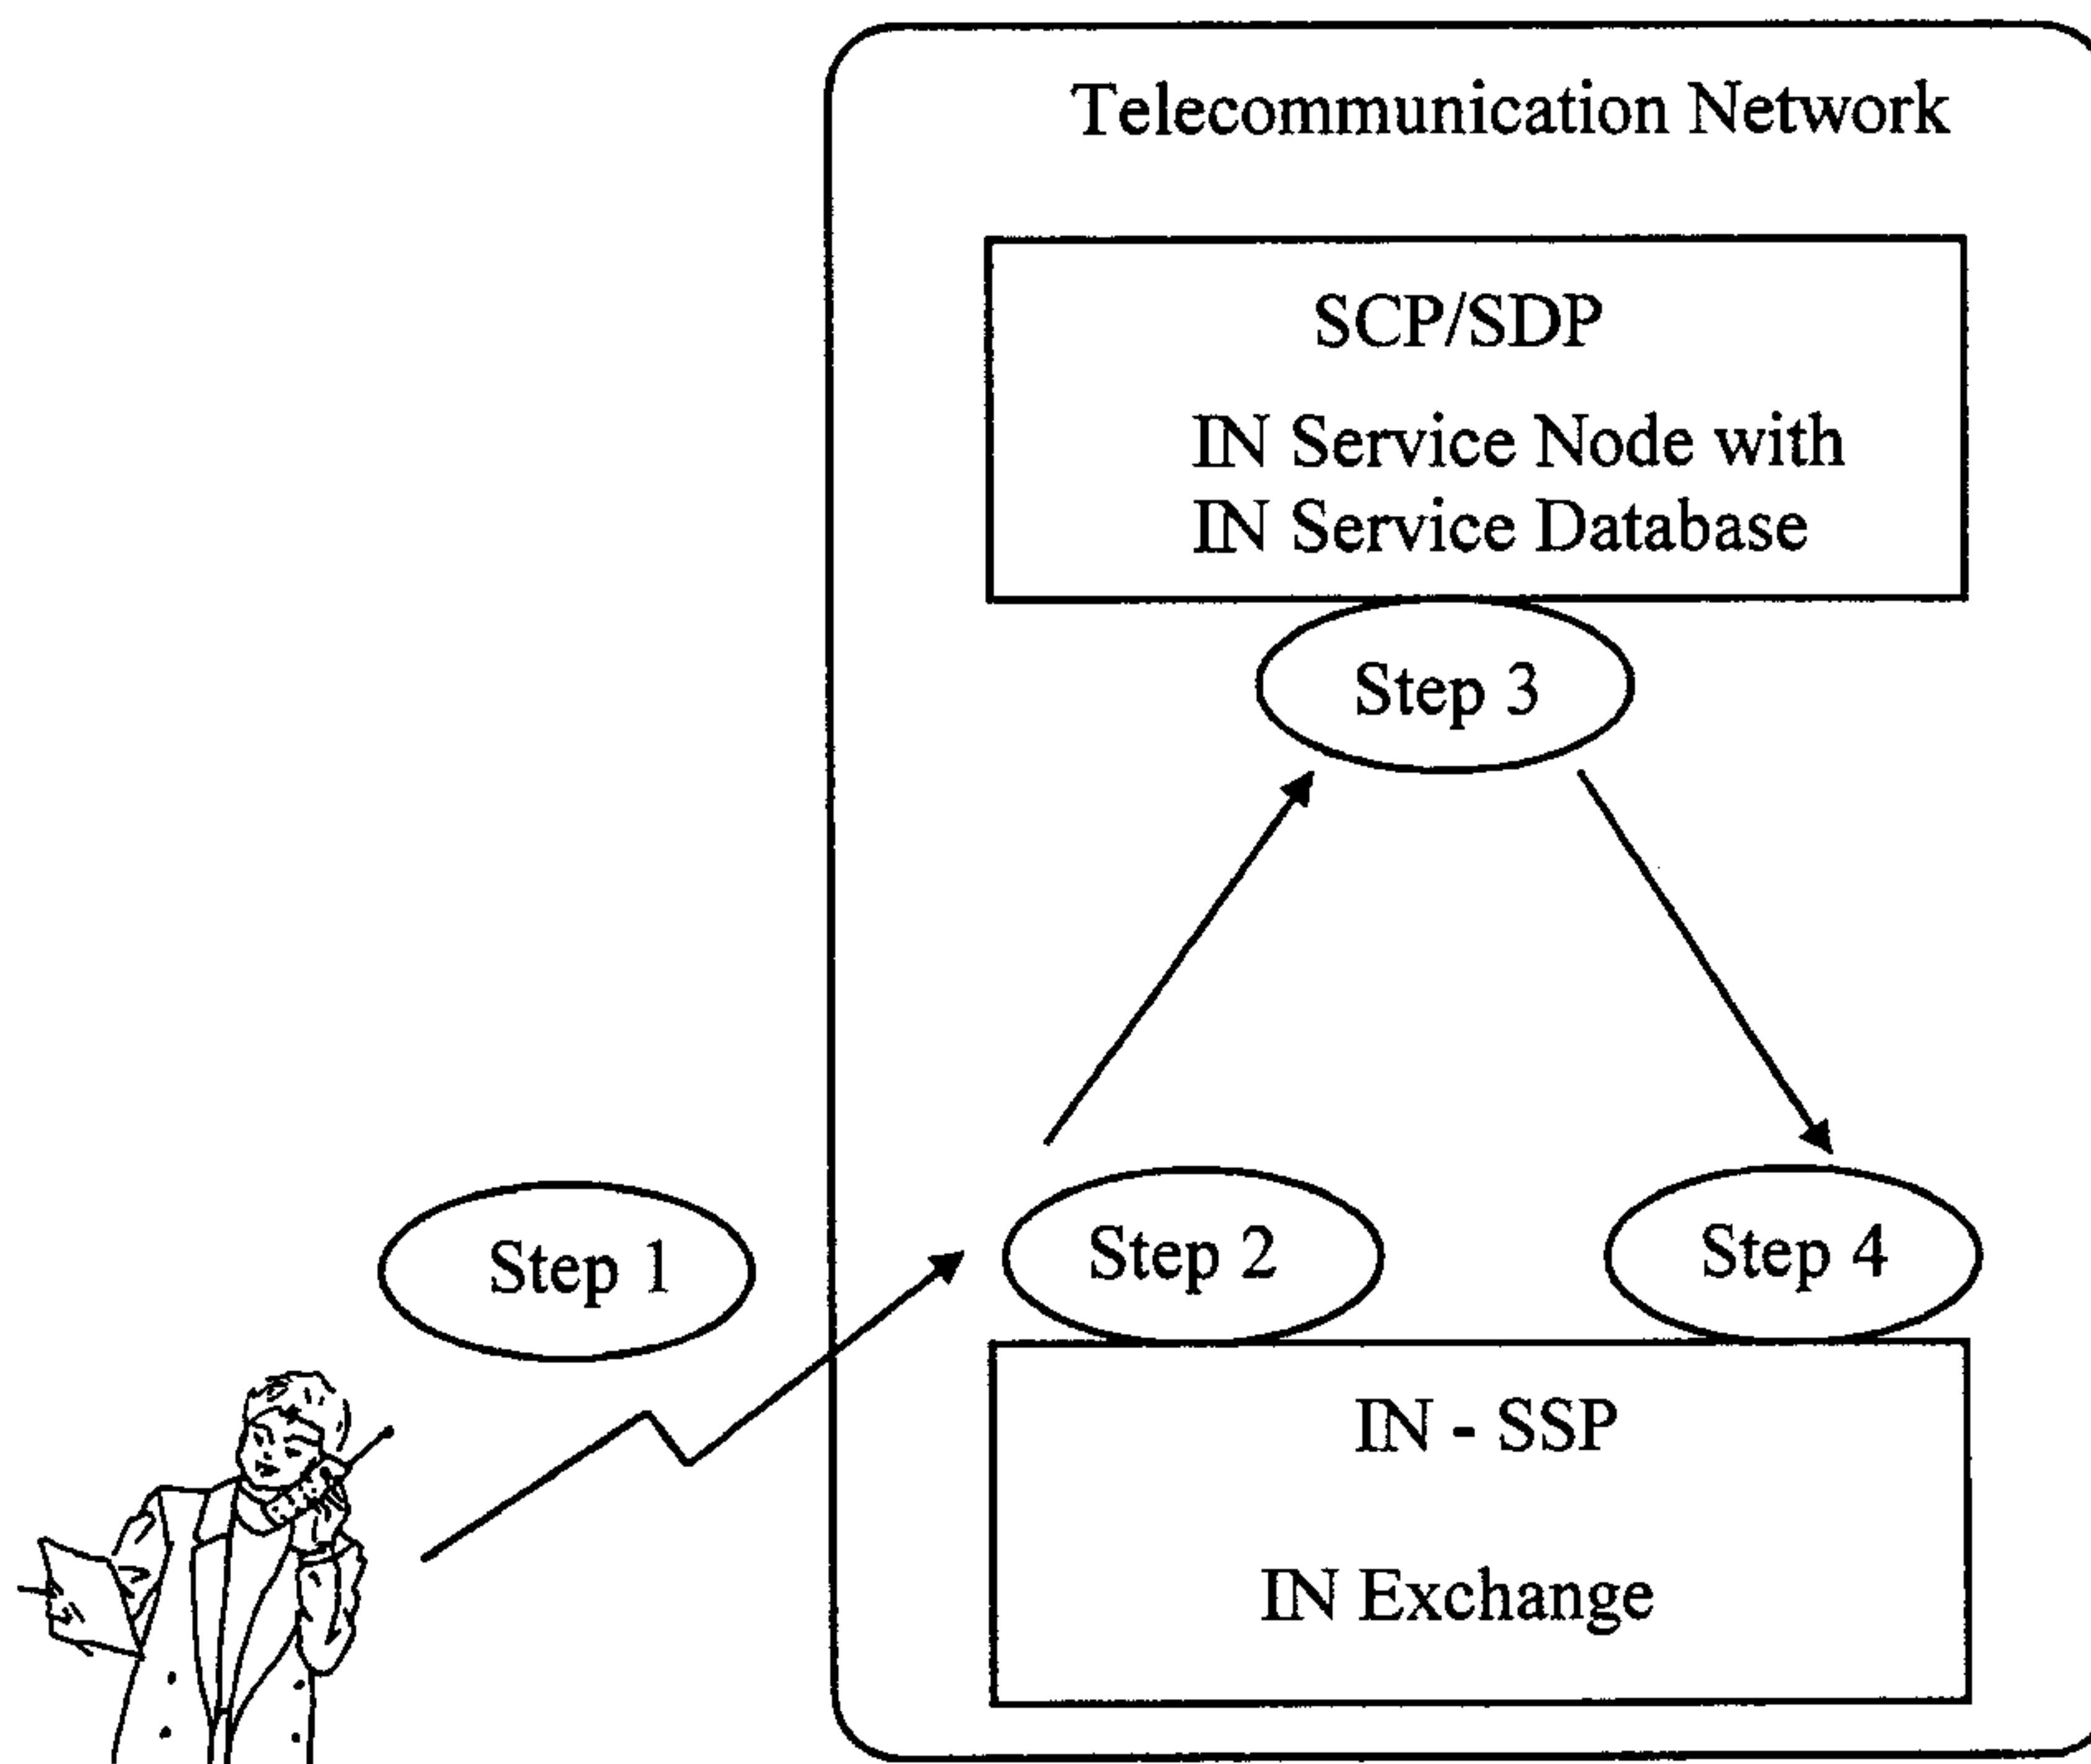 Telecommunication Network
SCP/SDP
IN Service Node with
IN Service Database
Step 3
Step 1
Step 2
Step 4
IN - SSP
IN Exchange